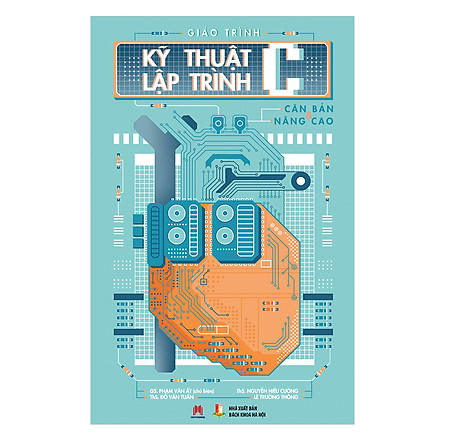 GIÁO TRÌNH
KỸ THUẬT
LẬP TRÌNH C
CĂN BẢN
NÂNG CAO
GS. PHẠM VĂN ẤT (chủ biên)
ThS. ĐỖ VĂN TUẤN
ThS. NGUYỄN HIẾU CƯỜNG
LÊ TRƯỜNG THÔNG
NHÀ XUẤT BẢN
BÁCH KHOA HÀ NỘI